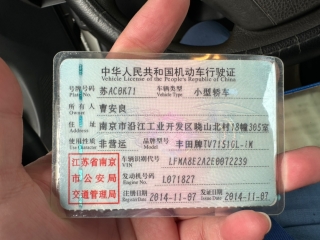 中华人民共和国机动车行驶证
Vehicle License of the People's Republic of China
号牌号码 苏AC0K71 车辆类型 小型轿车
Plate No. Vehicle Type
所有人 曹安良
Owner
住址 南京市沿江工业开发区晓山北村18幢305室
Address
使用性质 非营运 品牌型号 丰田牌TV7151GL-iM
Use Character Model
江苏省南京市公安局交通管理局
车辆识别代号 LFMA8E2A2E0072239
VIN
发动机号码 L071827
Engine No.
注册日期 2014-11-07 发证日期 2014-11-07
Register Date Issue Date